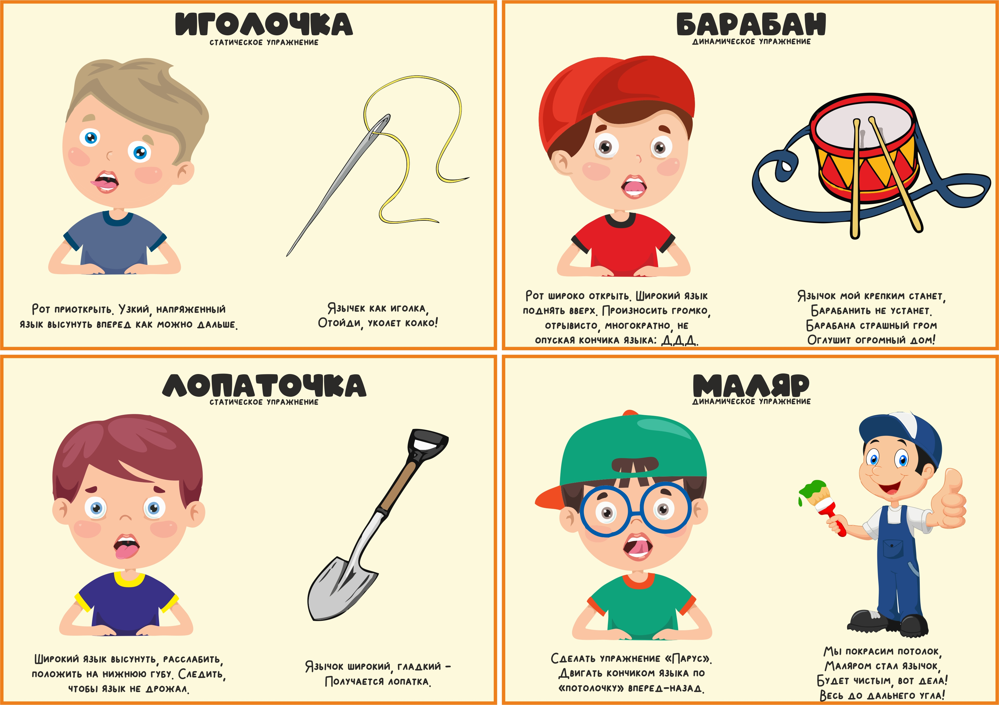 ИГОЛОЧКА
СТАТИЧЕСКОЕ УПРАЖНЕНИЕ
Рот приоткрыть. Узкий, напряженный
язык высунуть вперед как можно дальше.
Язычек как иголка,
Отойди, уколет колко!
БАРАБАН
ДИНАМИЧЕСКОЕ УПРАЖНЕНИЕ
Рот широко открыть. Широкий язык
поднять вверх. Произносить громко,
отрывисто, многократно, не
опуская кончика языка: Д,Д,Д.
Язычок мой крепким станет,
Барабанить не устанет.
Барабана страшный гром
Оглушит огромный дом!
ЛОПАТОЧКА
СТАТИЧЕСКОЕ УПРАЖНЕНИЕ
Широкий язык высунуть, расслабить,
положить на нижнюю губу. Следить,
чтобы язык не дрожал.
Язычок широкий, гладкий –
Получается лопатка.
МАЛЯР
ДИНАМИЧЕСКОЕ УПРАЖНЕНИЕ
Сделать упражнение «Парус».
Двигать кончиком языка по
«потолочку» вперед-назад.
Мы покрасим потолок,
Маляром стал язычок,
Будет чистым, вот дела!
Весь до дальнего угла!